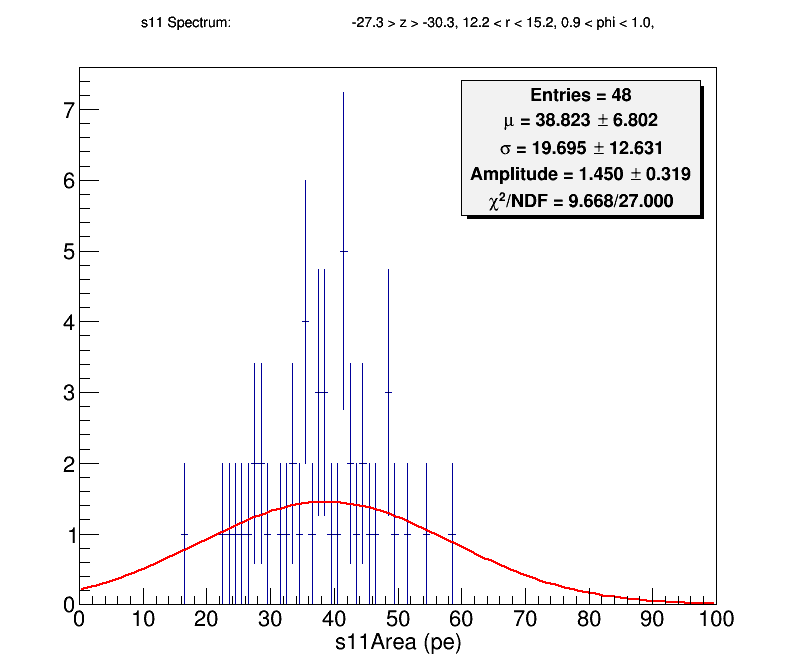 s11 Spectrum: -27.3 > z > -30.3, 12.2 < r < 15.2, 0.9 < phi < 1.0,
Entries = 48
μ = 38.823 ± 6.802
σ = 19.695 ± 12.631
Amplitude = 1.450 ± 0.319
χ²/NDF = 9.668/27.000
7
6
5
4
3
2
1
0
0 10 20 30 40 50 60 70 80 90 100
s11Area (pe)